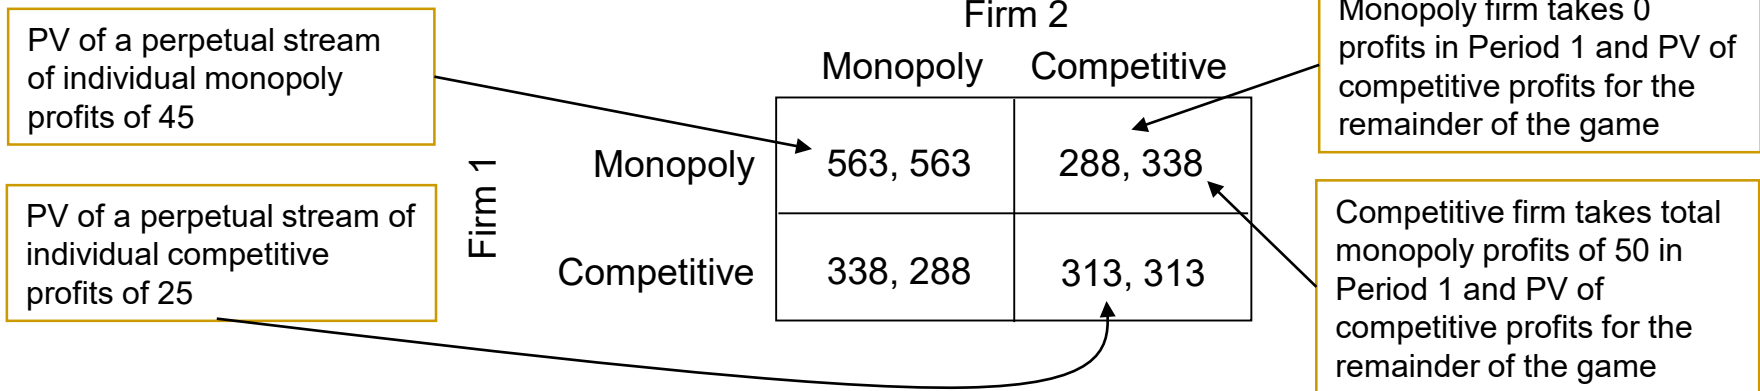 PV of a perpetual stream
of individual monopoly
profits of 45
PV of a perpetual stream of
individual competitive
profits of 25
Firm 1
Firm 2
Monopoly Competitive
Monopoly 563, 563 288, 338
Competitive 338, 288 313, 313
Monopoly firm takes 0
profits in Period 1 and PV of
competitive profits for the
remainder of the game
Competitive firm takes total
monopoly profits of 50 in
Period 1 and PV of
competitive profits for the
remainder of the game